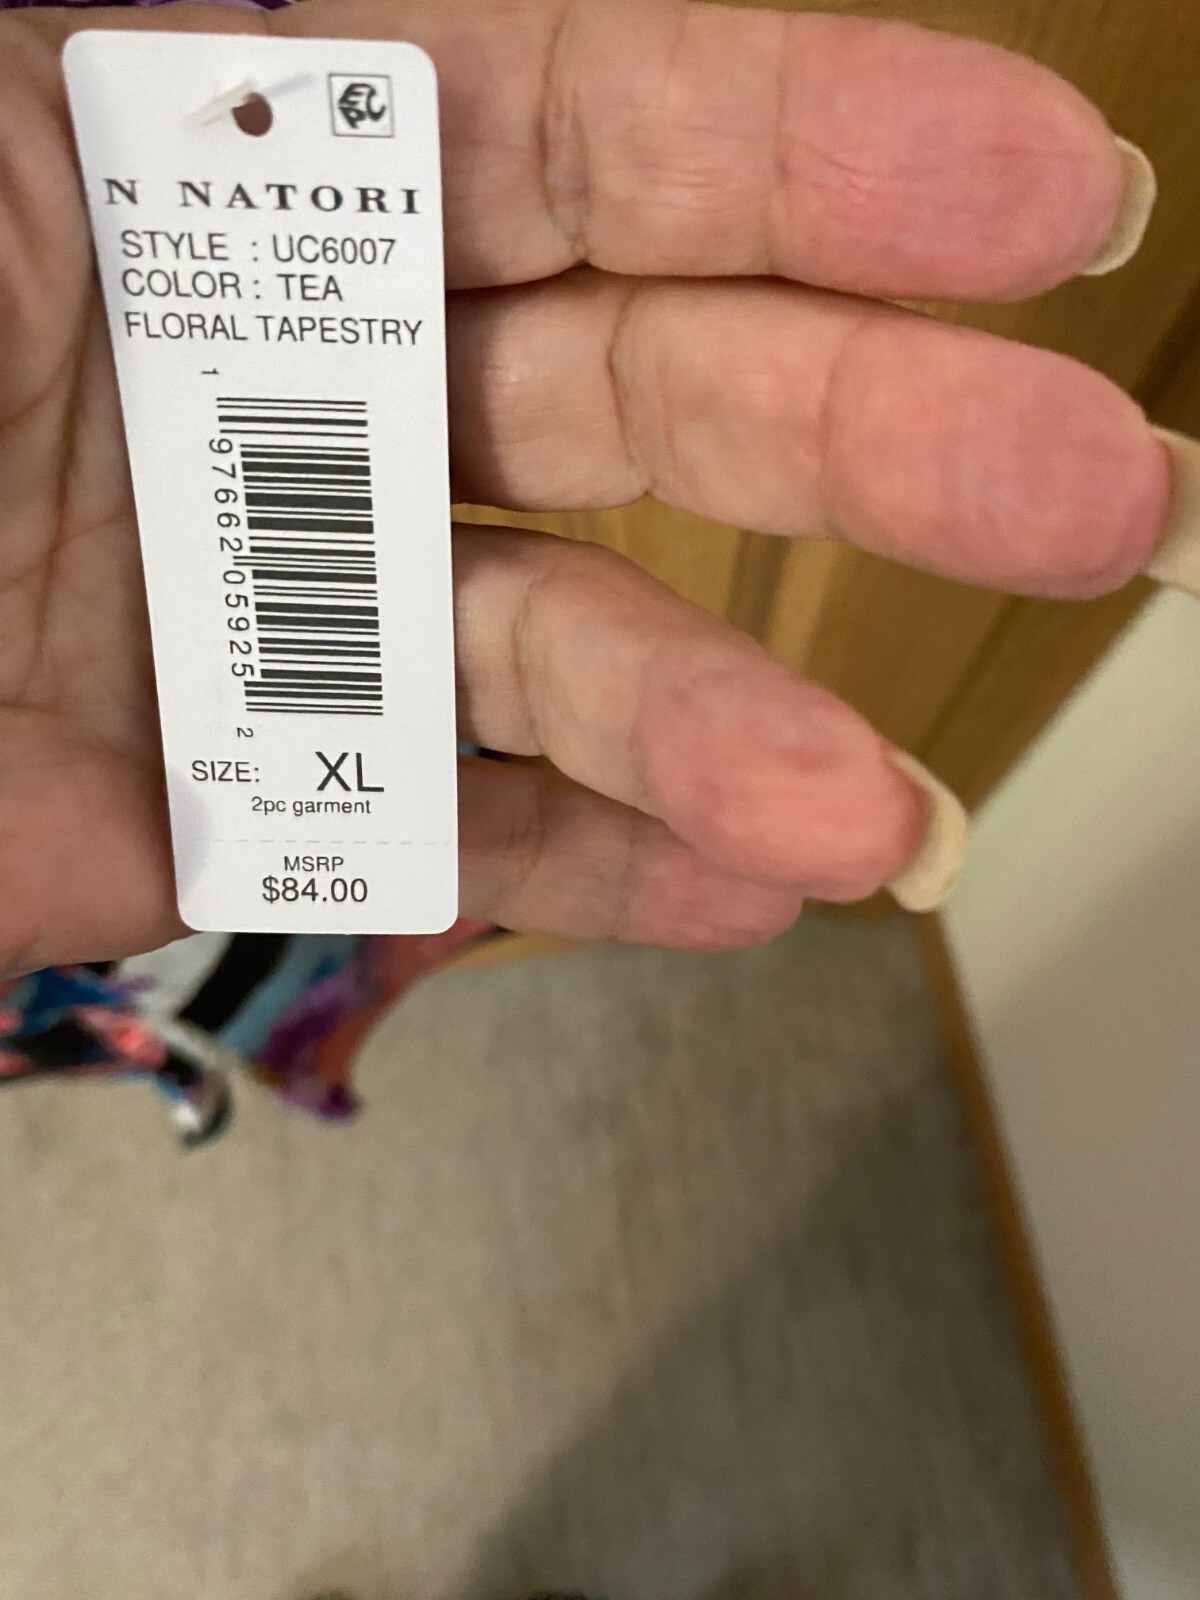 N NATORI
STYLE : UC6007
COLOR : TEA
FLORAL TAPESTRY
1 97662 05925 2
SIZE: XL
2pc garment
MSRP
$84.00